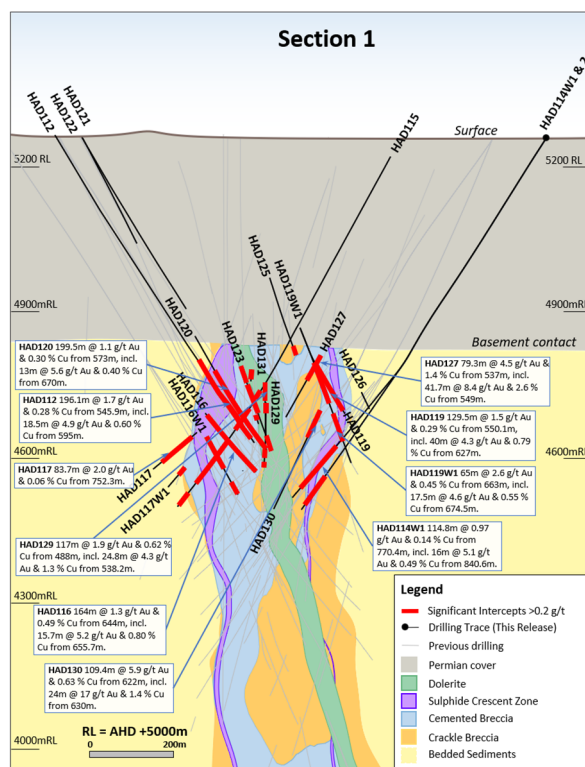 Section 1
HAD112
HAD122
HAD121
HAD115
HAD114W1 & 2
Surface
5200 RL
5200 RL
4900mRL
4900mRL
HAD125
HAD119W1
HAD120
HAD123
HAD131
HAD127
HAD126
Basement contact
HAD120 199.5m @ 1.1 g/t Au
& 0.30 % Cu from 573m, incl.
13m @ 5.6 g/t Au & 0.40 % Cu
from 670m.
HAD112 196.1m @ 1.7 g/t Au
& 0.28 % Cu from 545.9m, incl.
18.5m @ 4.9 g/t Au & 0.60 %
Cu from 595m.
HAD117 83.7m @ 2.0 g/t Au &
0.06 % Cu from 752.3m.
HAD129 117m @ 1.9 g/t Au & 0.62 %
Cu from 488m, incl. 24.8m @ 4.3 g/t
Au & 1.3 % Cu from 538.2m.
HAD116 164m @ 1.3 g/t Au &
0.49 % Cu from 644m, incl.
15.7m @ 5.2 g/t Au & 0.80 %
Cu from 655.7m.
HAD130 109.4m @ 5.9 g/t Au &
0.63 % Cu from 622m, incl.
24m @ 17 g/t Au & 1.4 % Cu
from 630m.
HAD116
HAD116W1
HAD129
HAD119
HAD117
HAD117W1
HAD130
HAD127 79.3m @ 4.5 g/t Au &
1.4 % Cu from 537m, incl.
41.7m @ 8.4 g/t Au & 2.6 %
Cu from 549m.
HAD119 129.5m @ 1.5 g/t Au &
0.29 % Cu from 550.1m,
incl. 40m @ 4.3 g/t Au & 0.79
% Cu from 627m.
HAD119W1 65m @ 2.6 g/t Au &
0.45 % Cu from 663m, incl.
17.5m @ 4.6 g/t Au & 0.55 %
Cu from 674.5m.
HAD114W1 114.8m @ 0.97
g/t Au & 0.14 % Cu from
770.4m, incl. 16m @ 5.1 g/t
Au & 0.49 % Cu from 840.6m.
4600mRL
4600mRL
4300mRL
4000mRL
RL = AHD +5000m
0
200m
Legend
Significant Intercepts >0.2 g/t
Drilling Trace (This Release)
Previous drilling
Permian cover
Dolerite
Sulphide Crescent Zone
Cemented Breccia
Crackle Breccia
Bedded Sediments